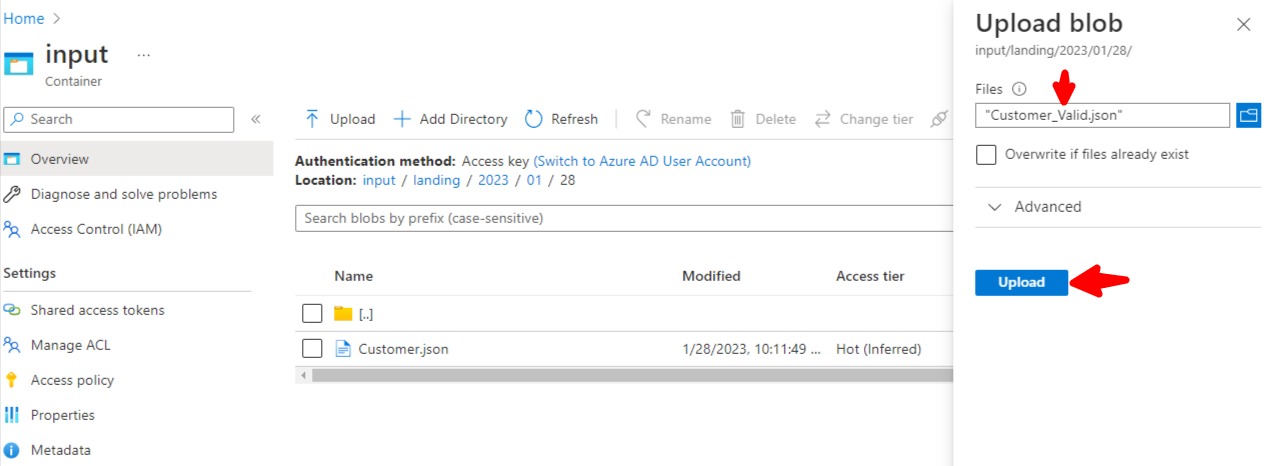 Home >
input ...
Container
Search «
Overview
Diagnose and solve problems
Access Control (IAM)
Settings
Shared access tokens
Manage ACL
Access policy
Properties
Metadata
Upload Add Directory Refresh Rename Delete Change tier
Authentication method: Access key (Switch to Azure AD User Account)
Location: input / landing / 2023 / 01 / 28
Search blobs by prefix (case-sensitive)
Name Modified Access tier
[..]
Customer.json 1/28/2023, 10:11:49 ... Hot (Inferred)
Upload blob
input/landing/2023/01/28/
Files
"Customer_Valid.json"
Overwrite if files already exist
Advanced
Upload